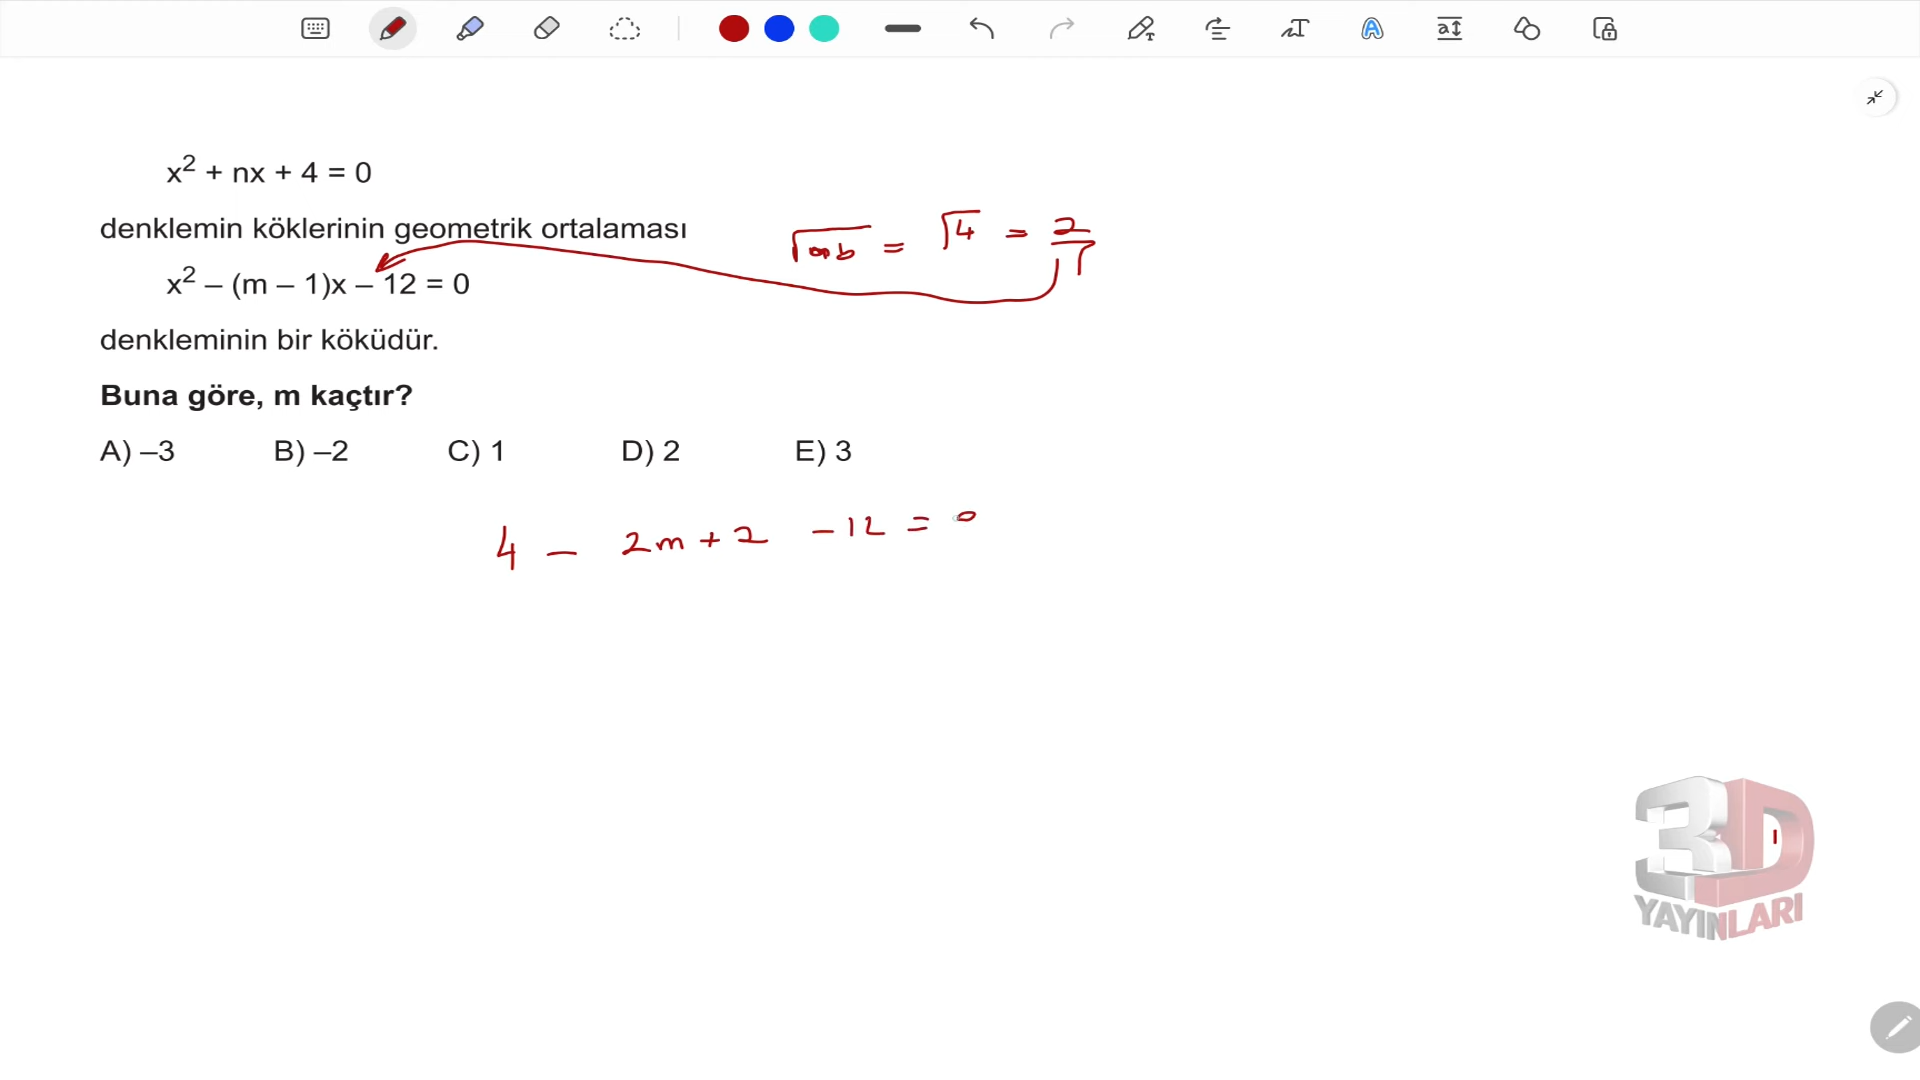 x² + nx + 4 = 0
denklemin köklerinin geometrik ortalaması
√ab = √4 = 2
x² – (m – 1)x – 12 = 0
denkleminin bir köküdür.
Buna göre, m kaçtır?
A) –3 B) –2 C) 1 D) 2 E) 3
4 – 2m + 2 – 12 = 0
3D
YAYINLARI